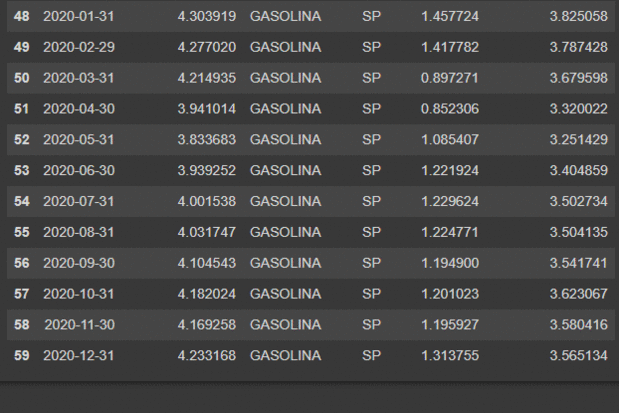 48 2020-01-31 4.303919 GASOLINA SP 1.457724 3.825058
49 2020-02-29 4.277020 GASOLINA SP 1.417782 3.787428
50 2020-03-31 4.214935 GASOLINA SP 0.897271 3.679598
51 2020-04-30 3.941014 GASOLINA SP 0.852306 3.320022
52 2020-05-31 3.833683 GASOLINA SP 1.085407 3.251429
53 2020-06-30 3.939252 GASOLINA SP 1.221924 3.404859
54 2020-07-31 4.001538 GASOLINA SP 1.229624 3.502734
55 2020-08-31 4.031747 GASOLINA SP 1.224771 3.504135
56 2020-09-30 4.104543 GASOLINA SP 1.194900 3.541741
57 2020-10-31 4.182024 GASOLINA SP 1.201023 3.623067
58 2020-11-30 4.169258 GASOLINA SP 1.195927 3.580416
59 2020-12-31 4.233168 GASOLINA SP 1.313755 3.565134